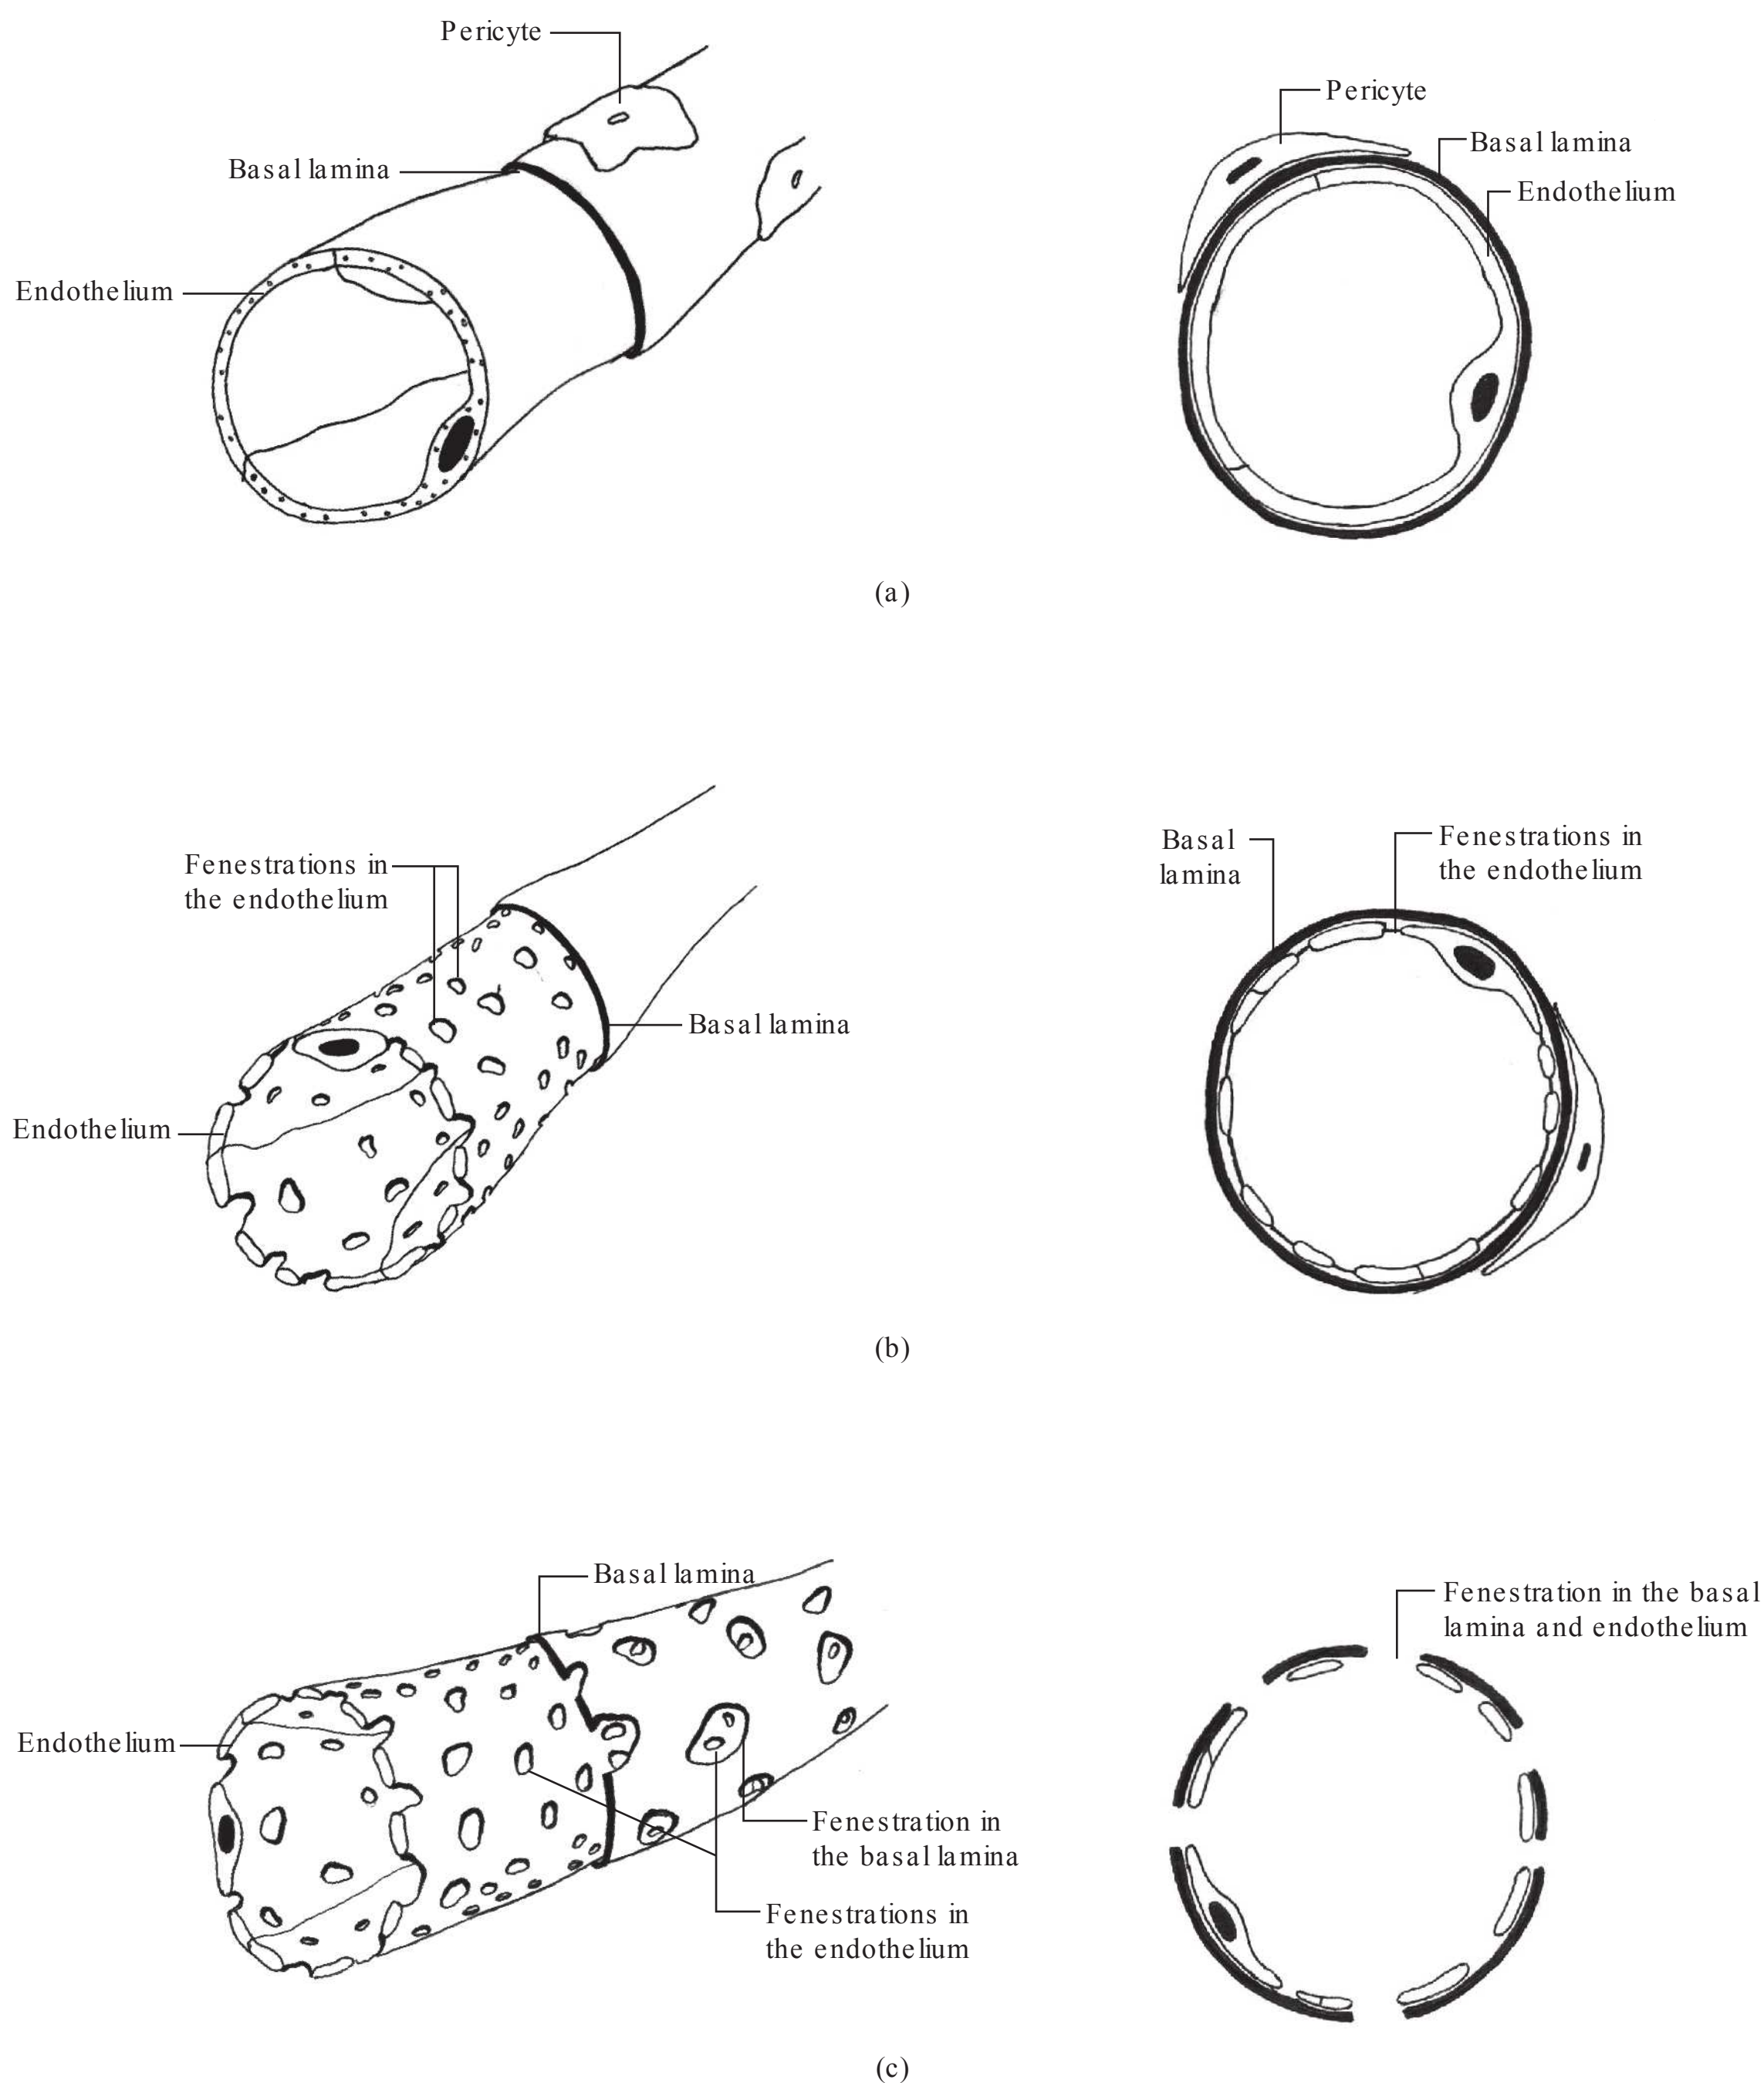 Pericyte
Basal lamina
Endothelium
Pericyte
Basal lamina
Endothelium
(a)
Fenestrations in
the endothelium
Basal lamina
Endothelium
Basal
lamina
Fenestrations in
the endothelium
(b)
Basal lamina
Endothelium
Fenestration in
the basal lamina
Fenestrations in
the endothelium
Fenestration in the basal
lamina and endothelium
(c)